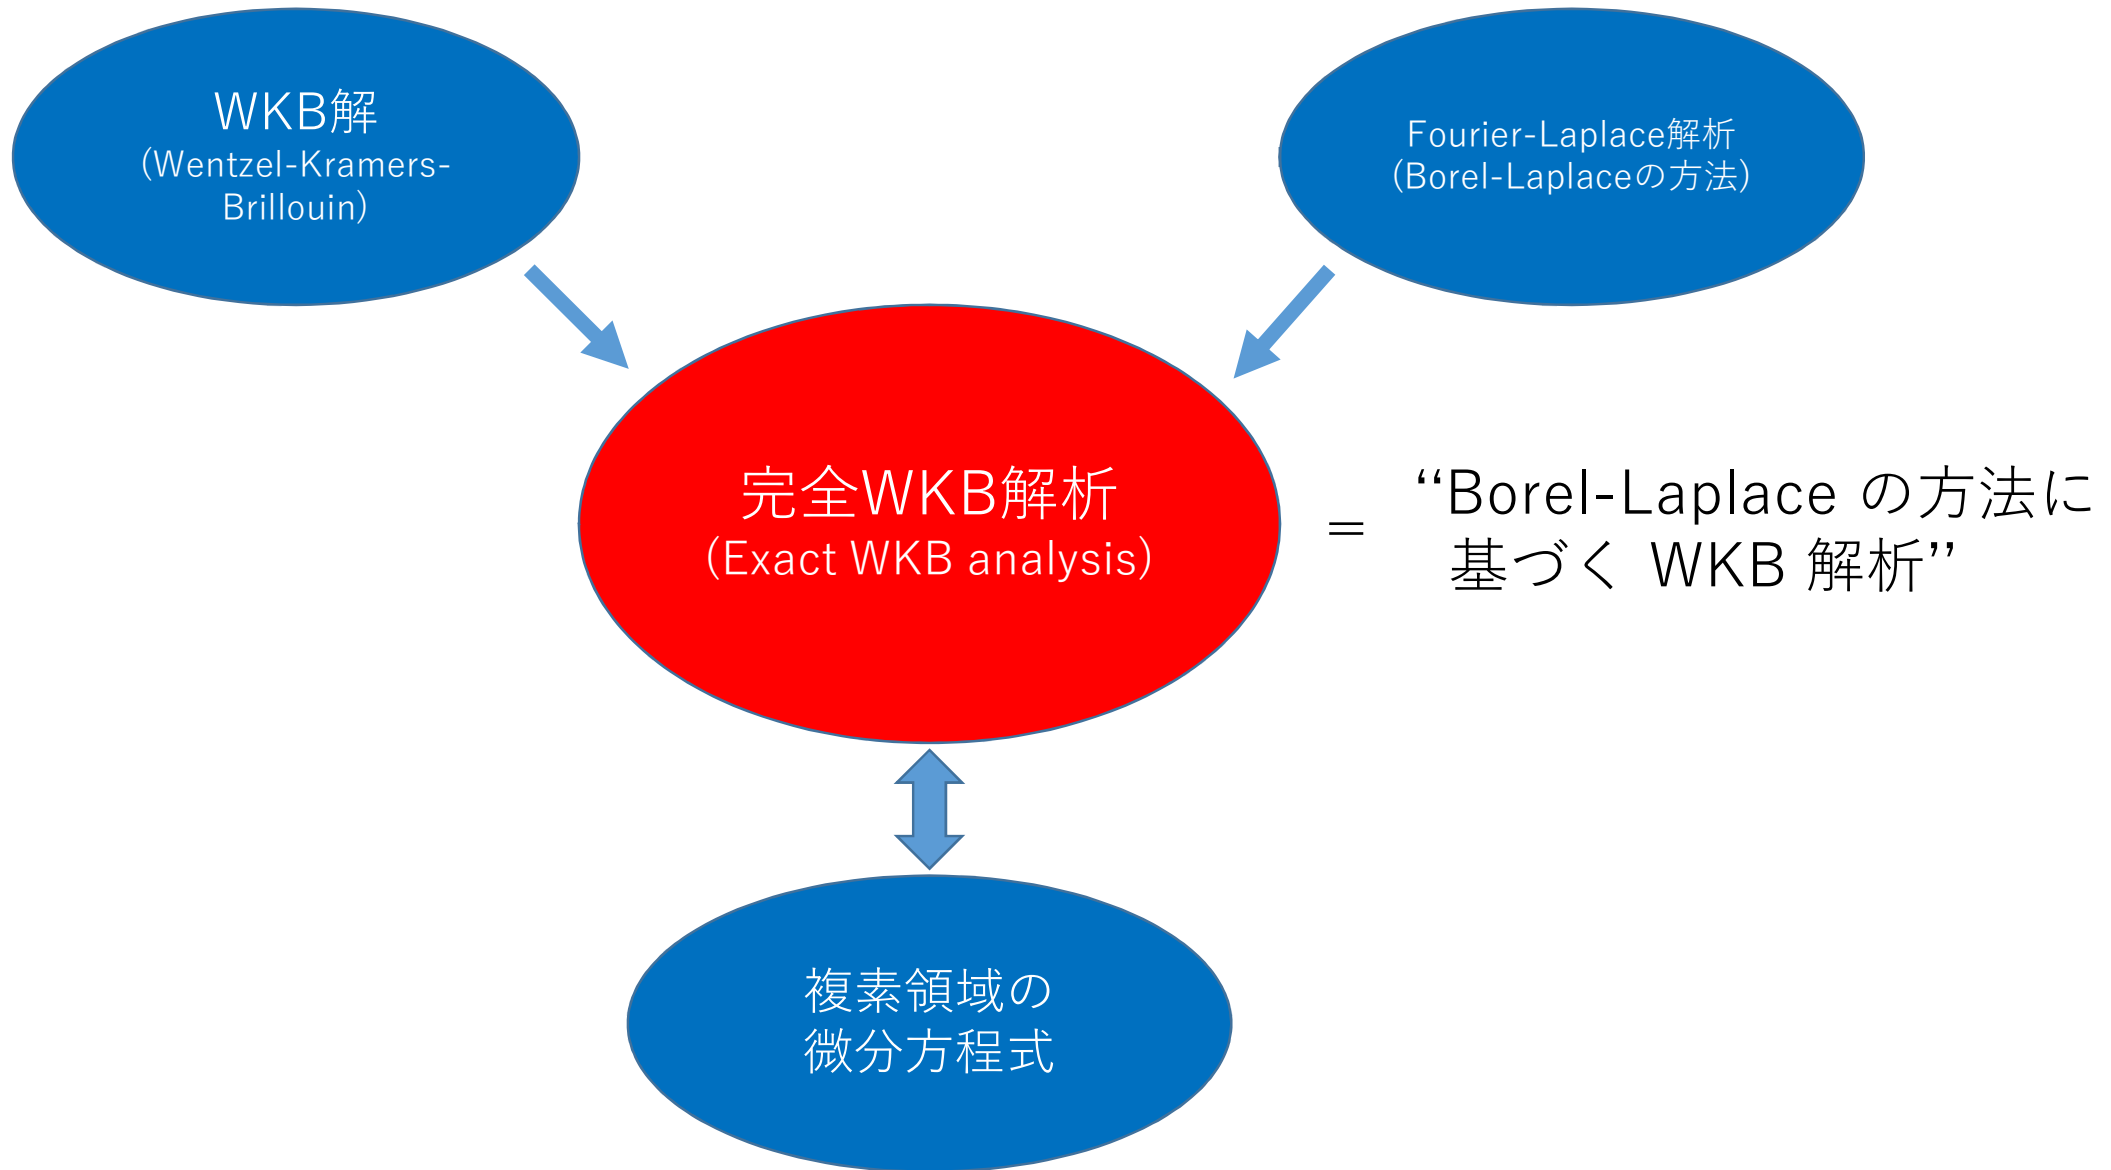 WKB解
(Wentzel-Kramers-
Brillouin)
Fourier-Laplace解析
(Borel-Laplaceの方法)
完全WKB解析
(Exact WKB analysis)
=
“Borel-Laplace の方法に
基づく WKB 解析”
複素領域の
微分方程式